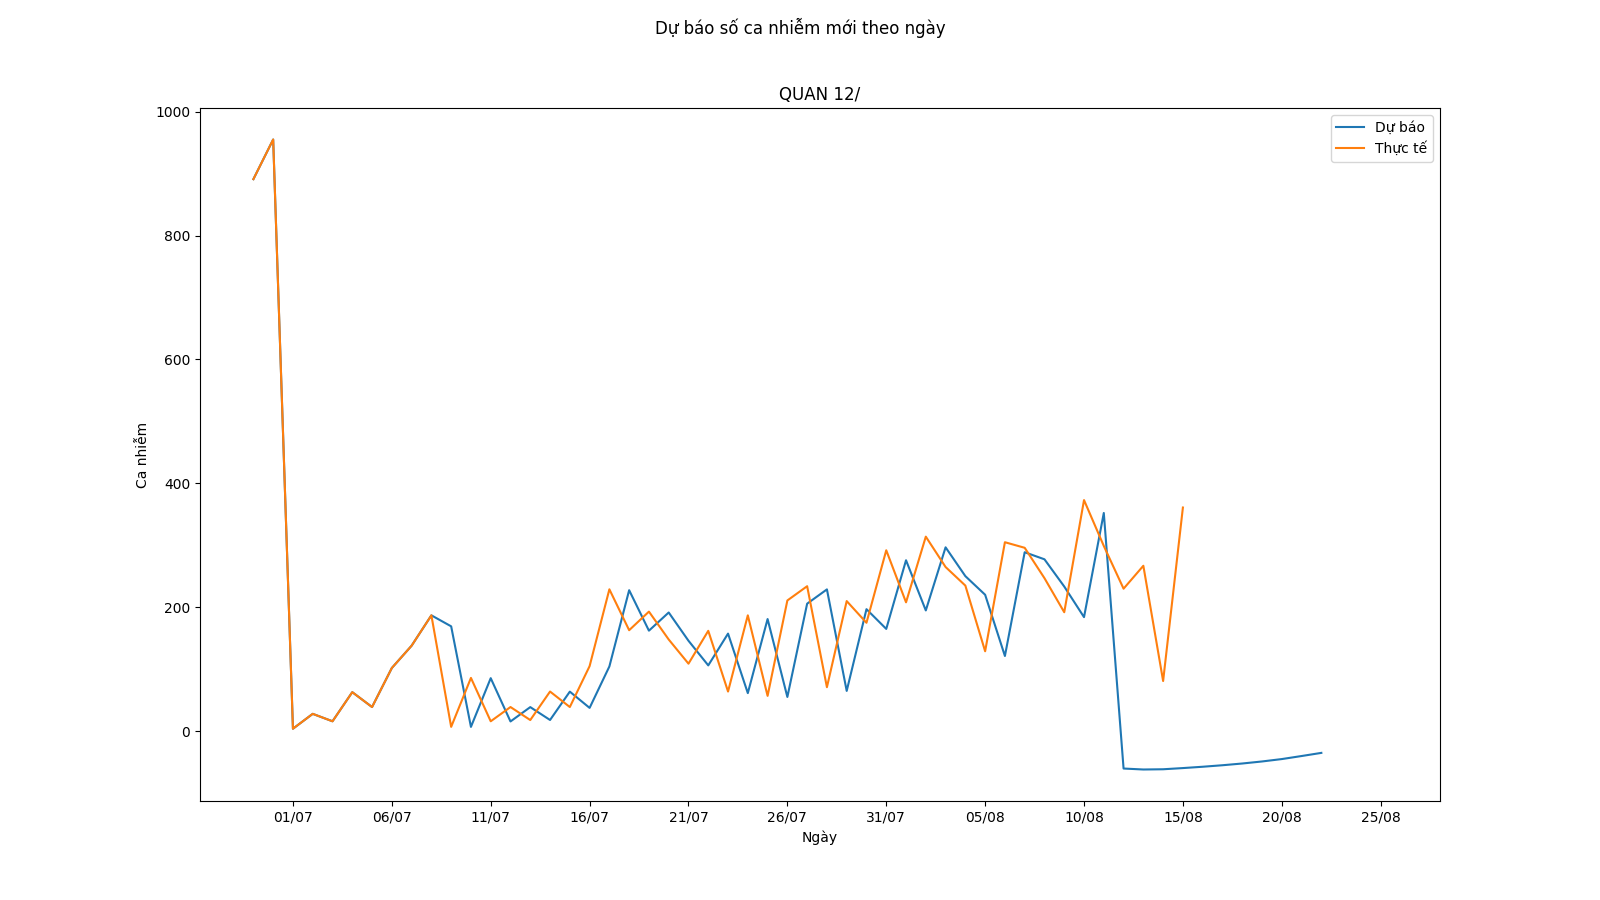 Dự báo số ca nhiễm mới theo ngày
QUAN 12/
Dự báo
Thực tế
1000
800
600
400
200
0
Ca nhiễm
01/07 06/07 11/07 16/07 21/07 26/07 31/07 05/08 10/08 15/08 20/08 25/08
Ngày